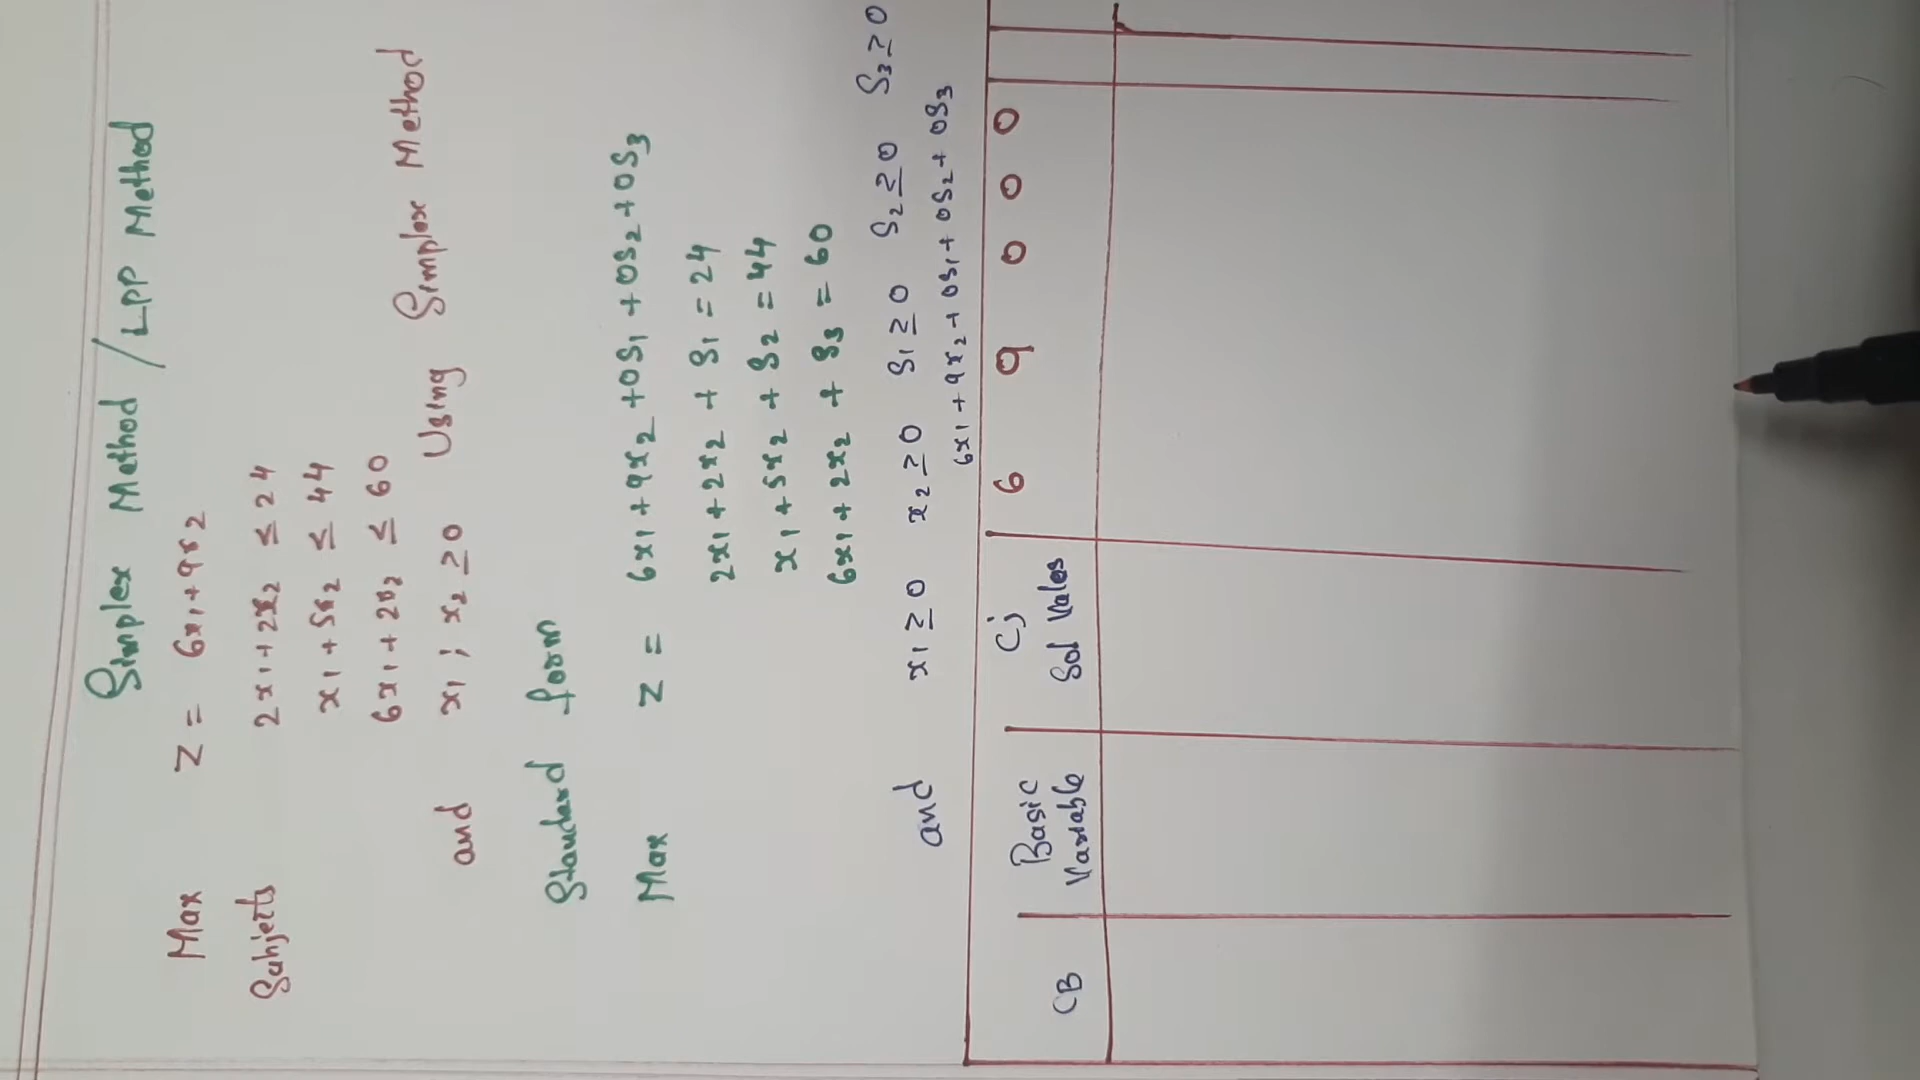 Simplex Method / LPP Method
Max Z = 6x1 + 9x2
Subjects 2x1 + 2x2 ≤ 24
x1 + 5x2 ≤ 44
6x1 + 2x2 ≤ 60
and x1 ; x2 ≥ 0 Using Simplex Method
Standard form
Max Z = 6x1 + 9x2 + 0S1 + 0S2 + 0S3
2x1 + 2x2 + S1 = 24
x1 + 5x2 + S2 = 44
6x1 + 2x2 + S3 = 60
and x1 ≥ 0 x2 ≥ 0 S1 ≥ 0 S2 ≥ 0 S3 ≥ 0
6x1 + 9x2 + 0S1 + 0S2 + 0S3
Cj 6 9 0 0 0
CB Basic Variable Sol Vales